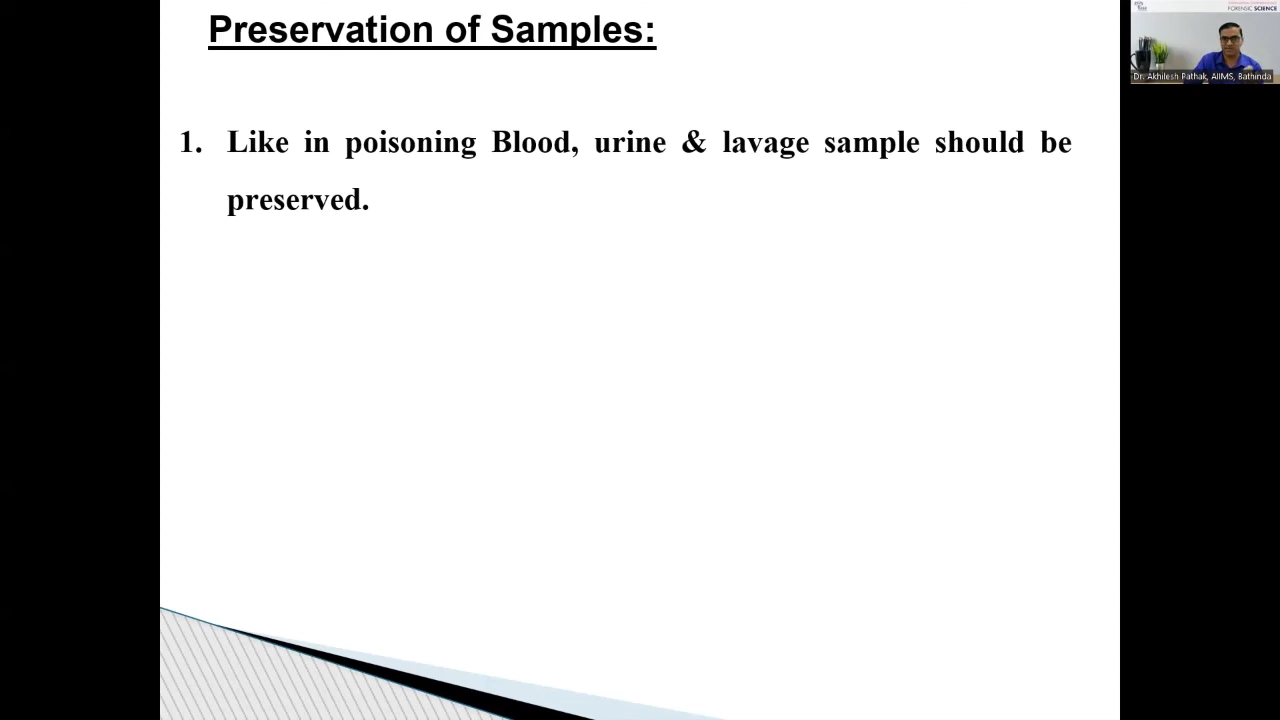 Preservation of Samples:
1. Like in poisoning Blood, urine & lavage sample should be
preserved.
FORENSIC SCIENCE
Dr. Akhilesh Pathak, AIIMS, Bathinda